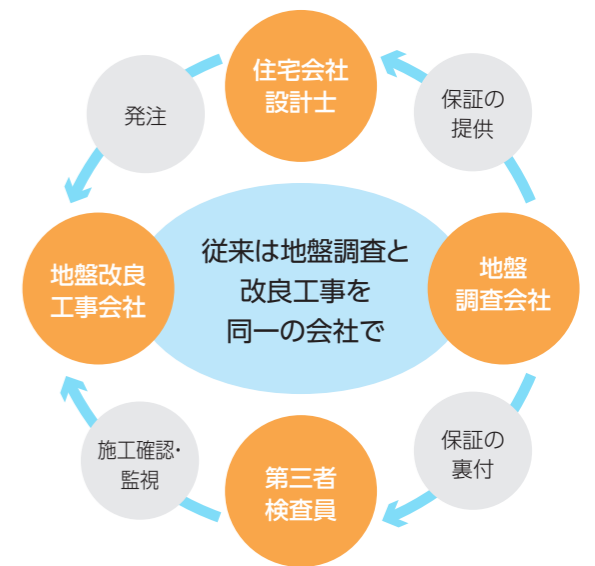 住宅会社
設計士
発注
保証の
提供
従来は地盤調査と
改良工事を
同一の会社で
地盤改良
工事会社
地盤
調査会社
施工確認・
監視
保証の
裏付
第三者
検査員